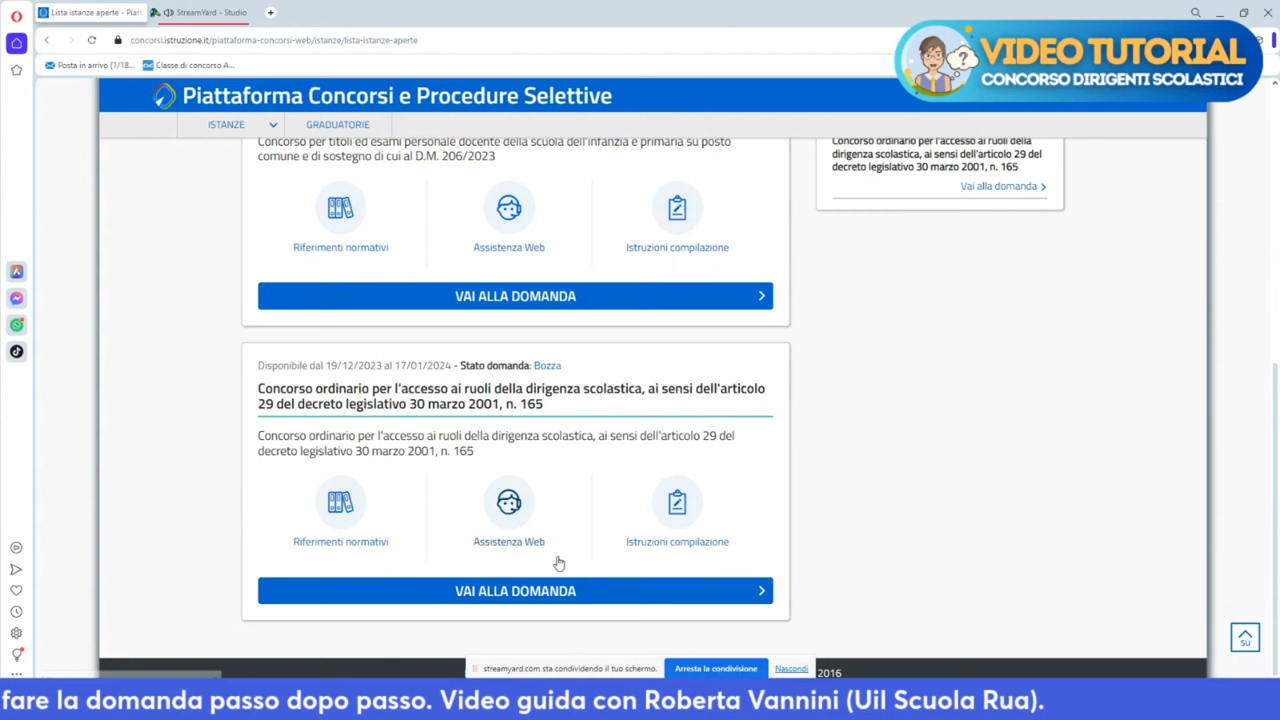 Lista istanze aperte - Piatt
StreamYard - Studio
concorsi.istruzione.it/piattaforma-concorsi-web/istanze/lista-istanze-aperte
Posta in arrivo (1/18...
Classe di concorso A...
VIDEO TUTORIAL
CONCORSO DIRIGENTI SCOLASTICI
Piattaforma Concorsi e Procedure Selettive
ISTANZE
GRADUATORIE
Concorso per titoli ed esami personale docente della scuola dell'infanzia e primaria su posto
comune e di sostegno di cui al D.M. 206/2023
Riferimenti normativi
Assistenza Web
Istruzioni compilazione
VAI ALLA DOMANDA
Concorso ordinario per l'accesso ai ruoli della
dirigenza scolastica, ai sensi dell'articolo 29 del
decreto legislativo 30 marzo 2001, n. 165
Vai alla domanda
Disponibile dal 19/12/2023 al 17/01/2024 - Stato domanda: Bozza
Concorso ordinario per l'accesso ai ruoli della dirigenza scolastica, ai sensi dell'articolo
29 del decreto legislativo 30 marzo 2001, n. 165
Concorso ordinario per l'accesso ai ruoli della dirigenza scolastica, ai sensi dell'articolo 29 del
decreto legislativo 30 marzo 2001, n. 165
Riferimenti normativi
Assistenza Web
Istruzioni compilazione
VAI ALLA DOMANDA
SU
streamyard.com sta condividendo il tuo schermo.
Arresta la condivisione
Nascondi
2016
fare la domanda passo dopo passo. Video guida con Roberta Vannini (Uil Scuola Rua).